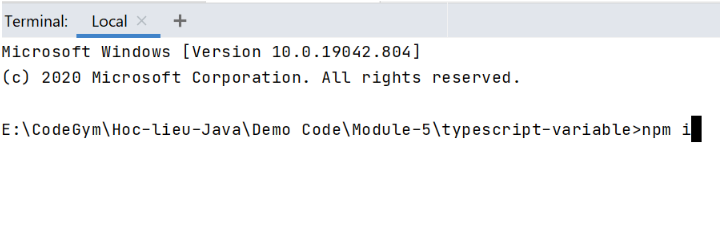 Terminal: Local × +
Microsoft Windows [Version 10.0.19042.804]
(c) 2020 Microsoft Corporation. All rights reserved.
E:\CodeGym\Hoc-lieu-Java\Demo Code\Module-5\typescript-variable>npm i